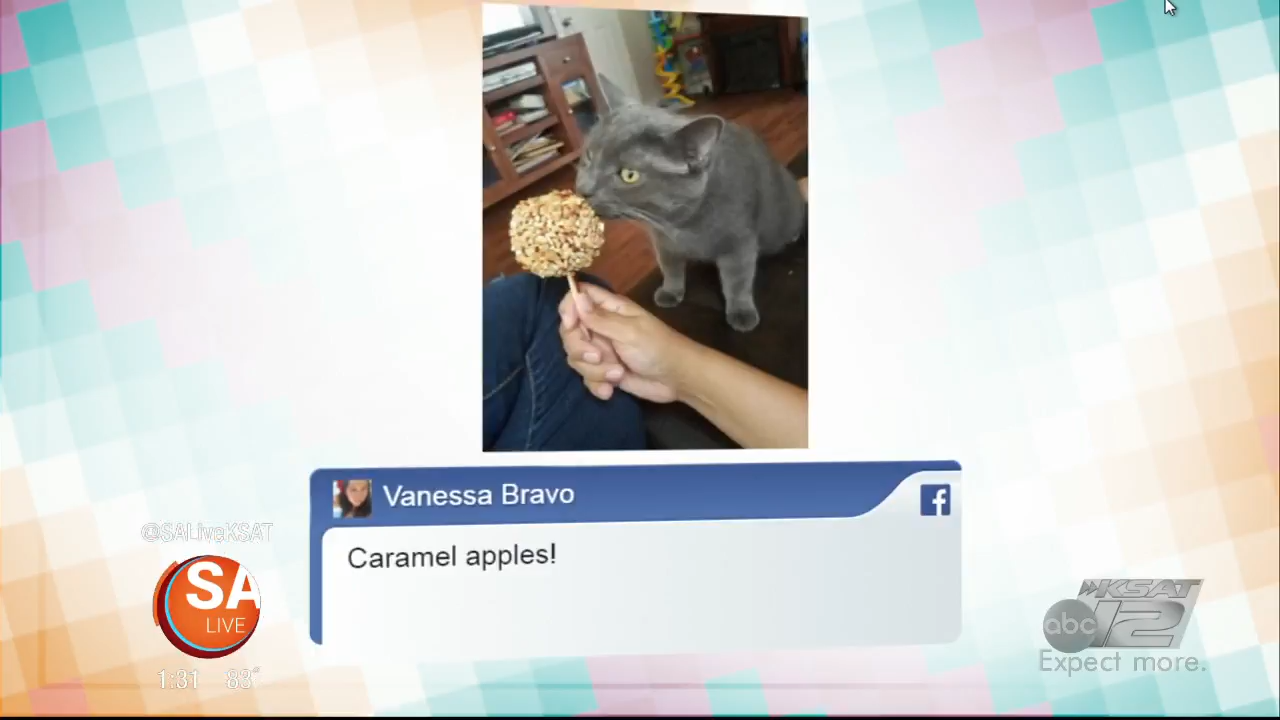 Vanessa Bravo
Caramel apples!
@SALiveKSAT
SA
LIVE
1:31 83°
KSAT
abc 12
Expect more.